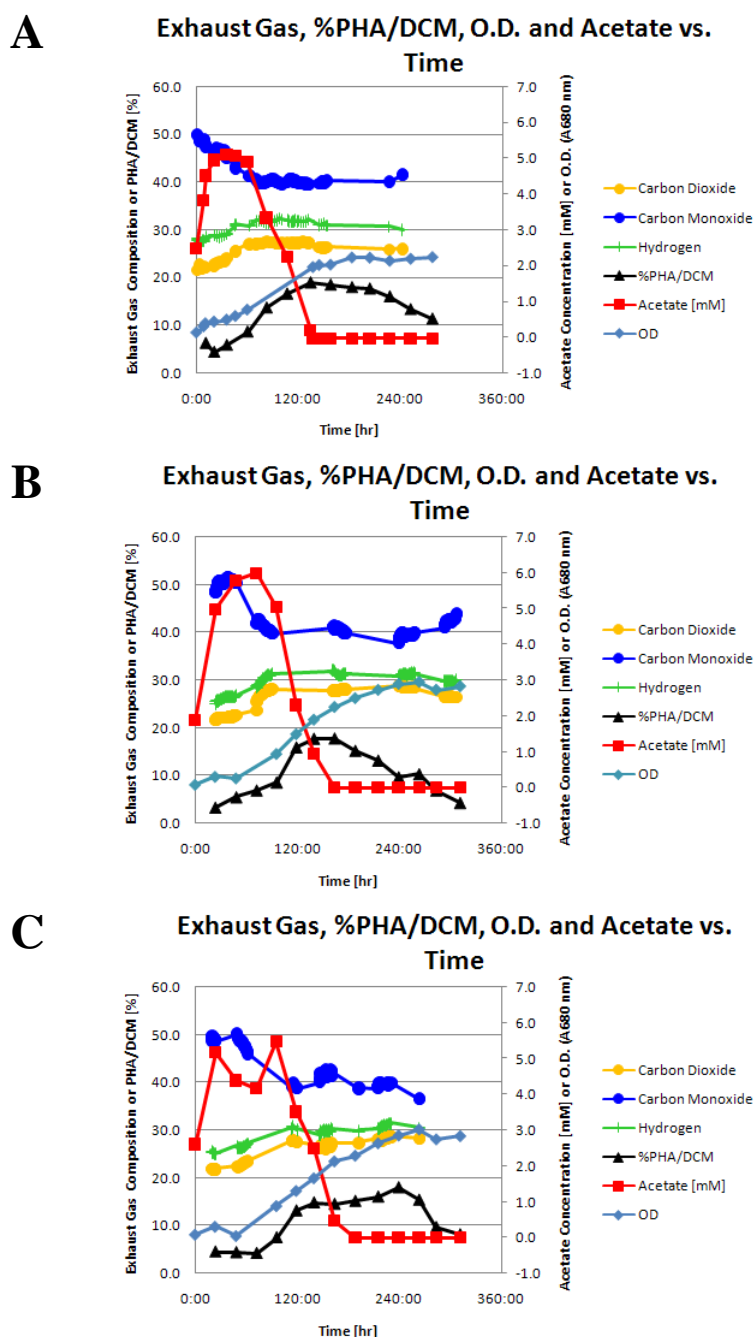 A
Exhaust Gas, %PHA/DCM, O.D. and Acetate vs.
Time
Exhaust Gas Composition or PHA/DCM [%]
60.0
50.0
40.0
30.0
20.0
10.0
0.0
7.0
6.0
5.0
4.0
3.0
2.0
1.0
0.0
-1.0
Acetate Concentration [mM] or O.D. (A680 nm)
0:00 120:00 240:00 360:00
Time [hr]
Carbon Dioxide
Carbon Monoxide
Hydrogen
%PHA/DCM
Acetate [mM]
OD
B
Exhaust Gas, %PHA/DCM, O.D. and Acetate vs.
Time
Exhaust Gas Composition or PHA/DCM [%]
60.0
50.0
40.0
30.0
20.0
10.0
0.0
7.0
6.0
5.0
4.0
3.0
2.0
1.0
0.0
-1.0
Acetate Concentration [mM] or O.D. (A680 nm)
0:00 120:00 240:00 360:00
Time [hr]
Carbon Dioxide
Carbon Monoxide
Hydrogen
%PHA/DCM
Acetate [mM]
OD
C
Exhaust Gas, %PHA/DCM, O.D. and Acetate vs.
Time
Exhaust Gas Composition or PHA/DCM [%]
60.0
50.0
40.0
30.0
20.0
10.0
0.0
7.0
6.0
5.0
4.0
3.0
2.0
1.0
0.0
-1.0
Acetate Concentration [mM] or O.D. (A680 nm)
0:00 120:00 240:00 360:00
Time [hr]
Carbon Dioxide
Carbon Monoxide
Hydrogen
%PHA/DCM
Acetate [mM]
OD